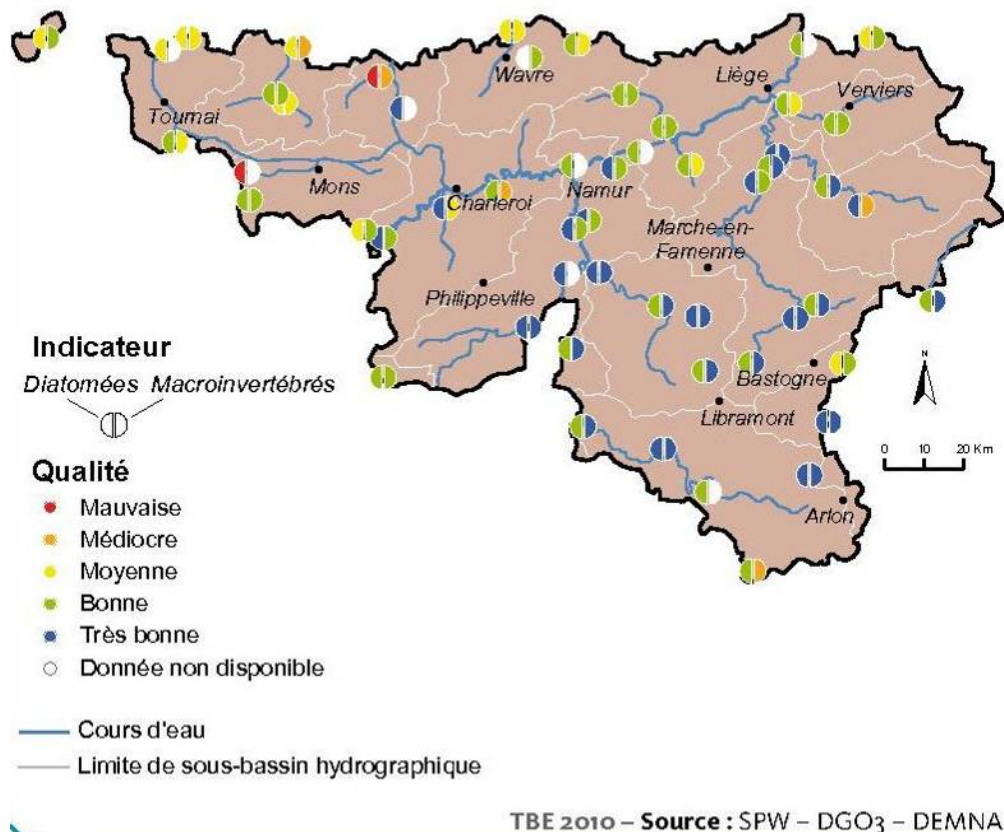 Wavre
Liège
Verviers
Tournai
Mons
Charleroi
Namur
Marche-en-
Famenne
Philippeville
Bastogne
Libramont
Arlon
N
0 10 20 Km
Indicateur
Diatomées Macroinvertébrés
Qualité
Mauvaise
Médiocre
Moyenne
Bonne
Très bonne
Donnée non disponible
Cours d'eau
Limite de sous-bassin hydrographique
TBE 2010 – Source : SPW – DGO3 – DEMNA